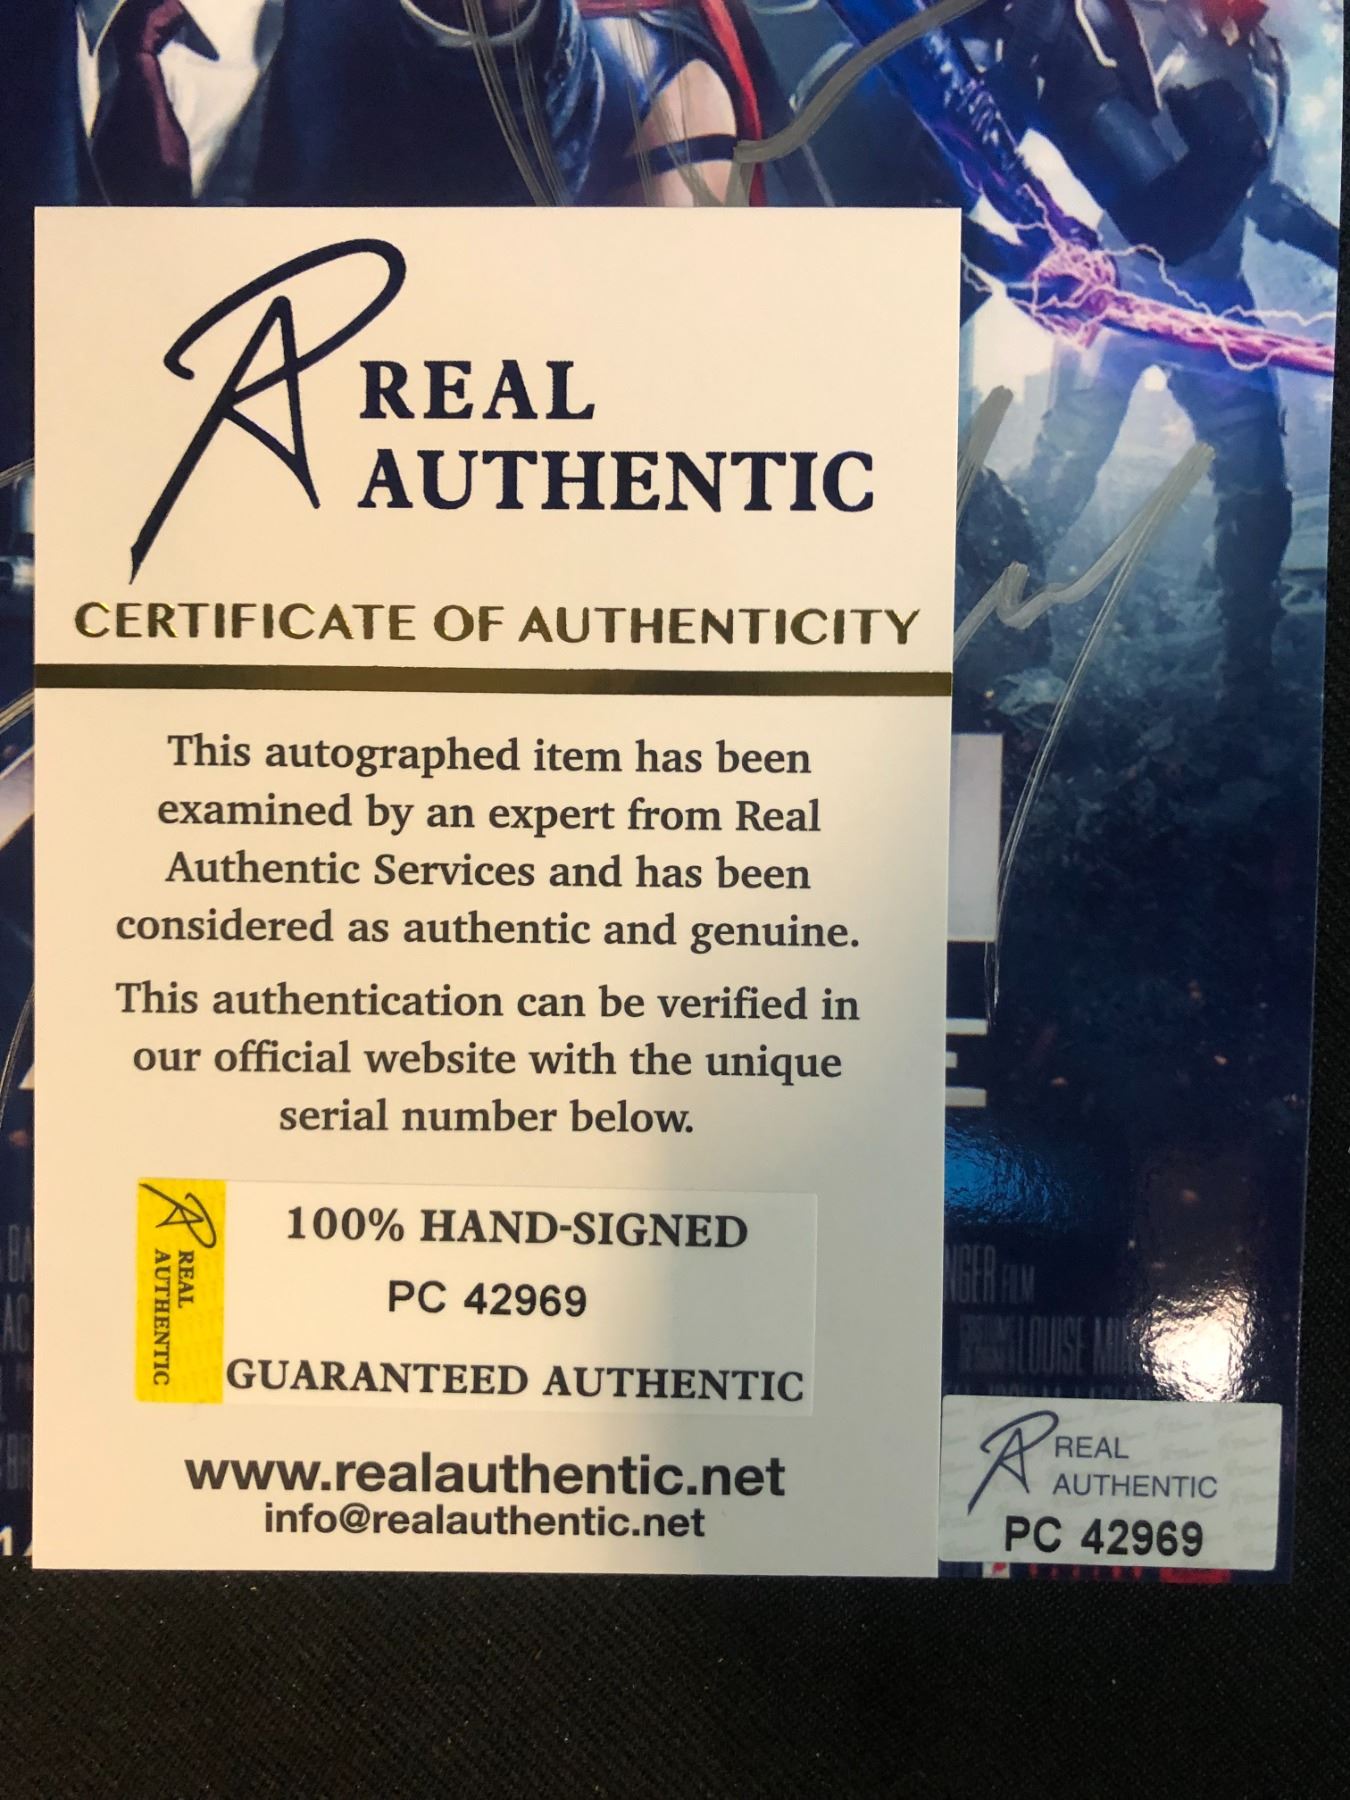 REAL
AUTHENTIC
CERTIFICATE OF AUTHENTICITY
This autographed item has been
examined by an expert from Real
Authentic Services and has been
considered as authentic and genuine.
This authentication can be verified in
our official website with the unique
serial number below.
REAL
AUTHENTIC
100% HAND-SIGNED
PC 42969
GUARANTEED AUTHENTIC
www.realauthentic.net
info@realauthentic.net
FILM
LOUISE
REAL
AUTHENTIC
PC 42969